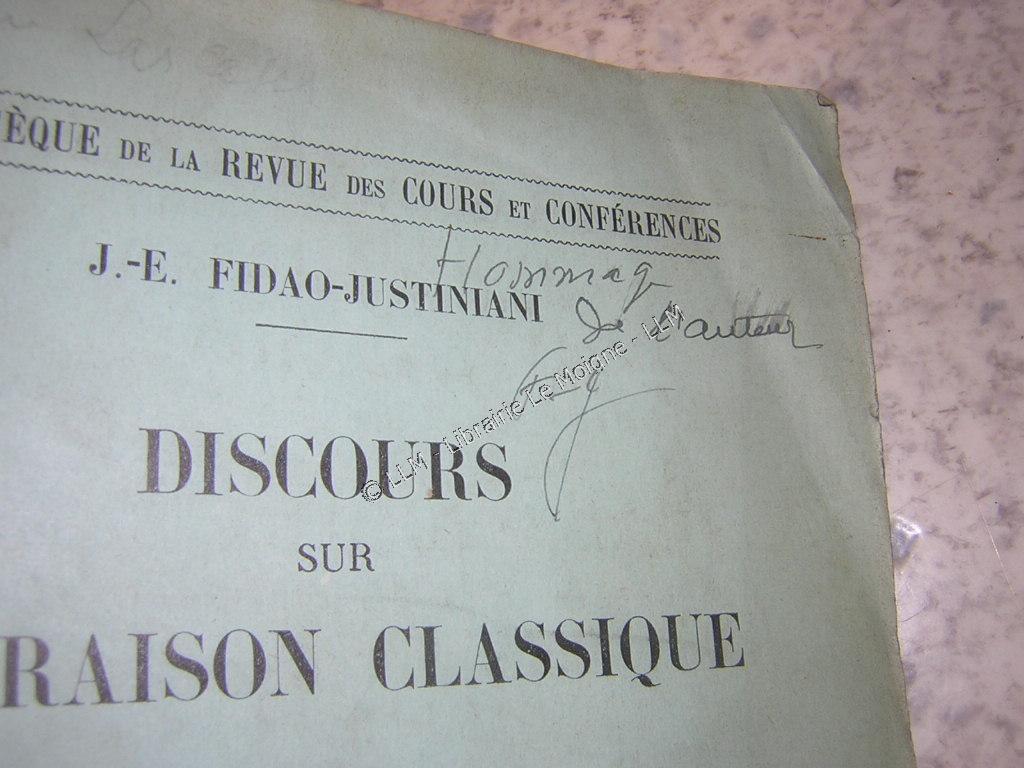 ÈQUE DE LA REVUE DES COURS ET CONFÉRENCES
J.-E. FIDAO-JUSTINIANI
Hommag
de l'auteur
© LLM - Librairie Le Moigne - LLM
DISCOURS
SUR
RAISON CLASSIQUE